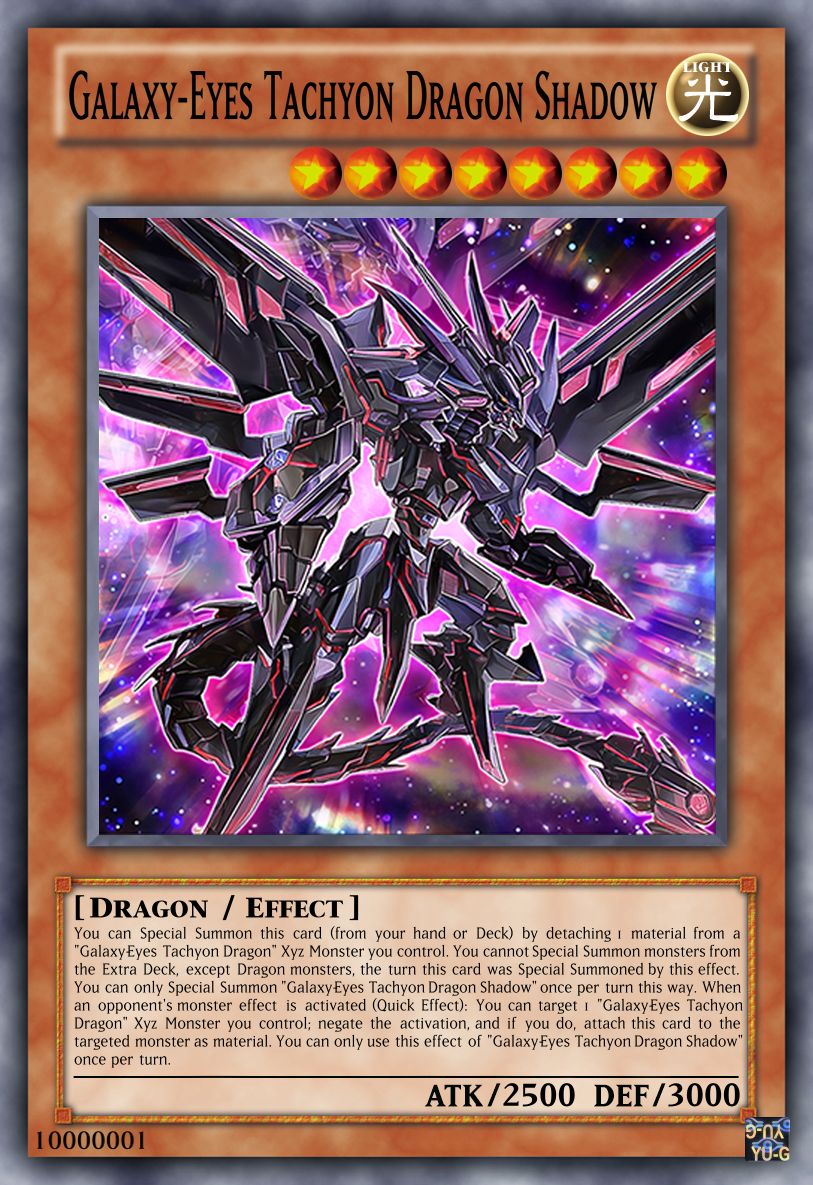 Galaxy-Eyes Tachyon Dragon Shadow
LIGHT
光
[ Dragon / Effect ]
You can Special Summon this card (from your hand or Deck) by detaching 1 material from a
"Galaxy-Eyes Tachyon Dragon" Xyz Monster you control. You cannot Special Summon monsters from
the Extra Deck, except Dragon monsters, the turn this card was Special Summoned by this effect.
You can only Special Summon "Galaxy-Eyes Tachyon Dragon Shadow" once per turn this way. When
an opponent's monster effect is activated (Quick Effect): You can target 1 "Galaxy-Eyes Tachyon
Dragon" Xyz Monster you control; negate the activation, and if you do, attach this card to the
targeted monster as material. You can only use this effect of "Galaxy-Eyes Tachyon Dragon Shadow"
once per turn.
ATK/2500 DEF/3000
10000001
YU-G
YU-G